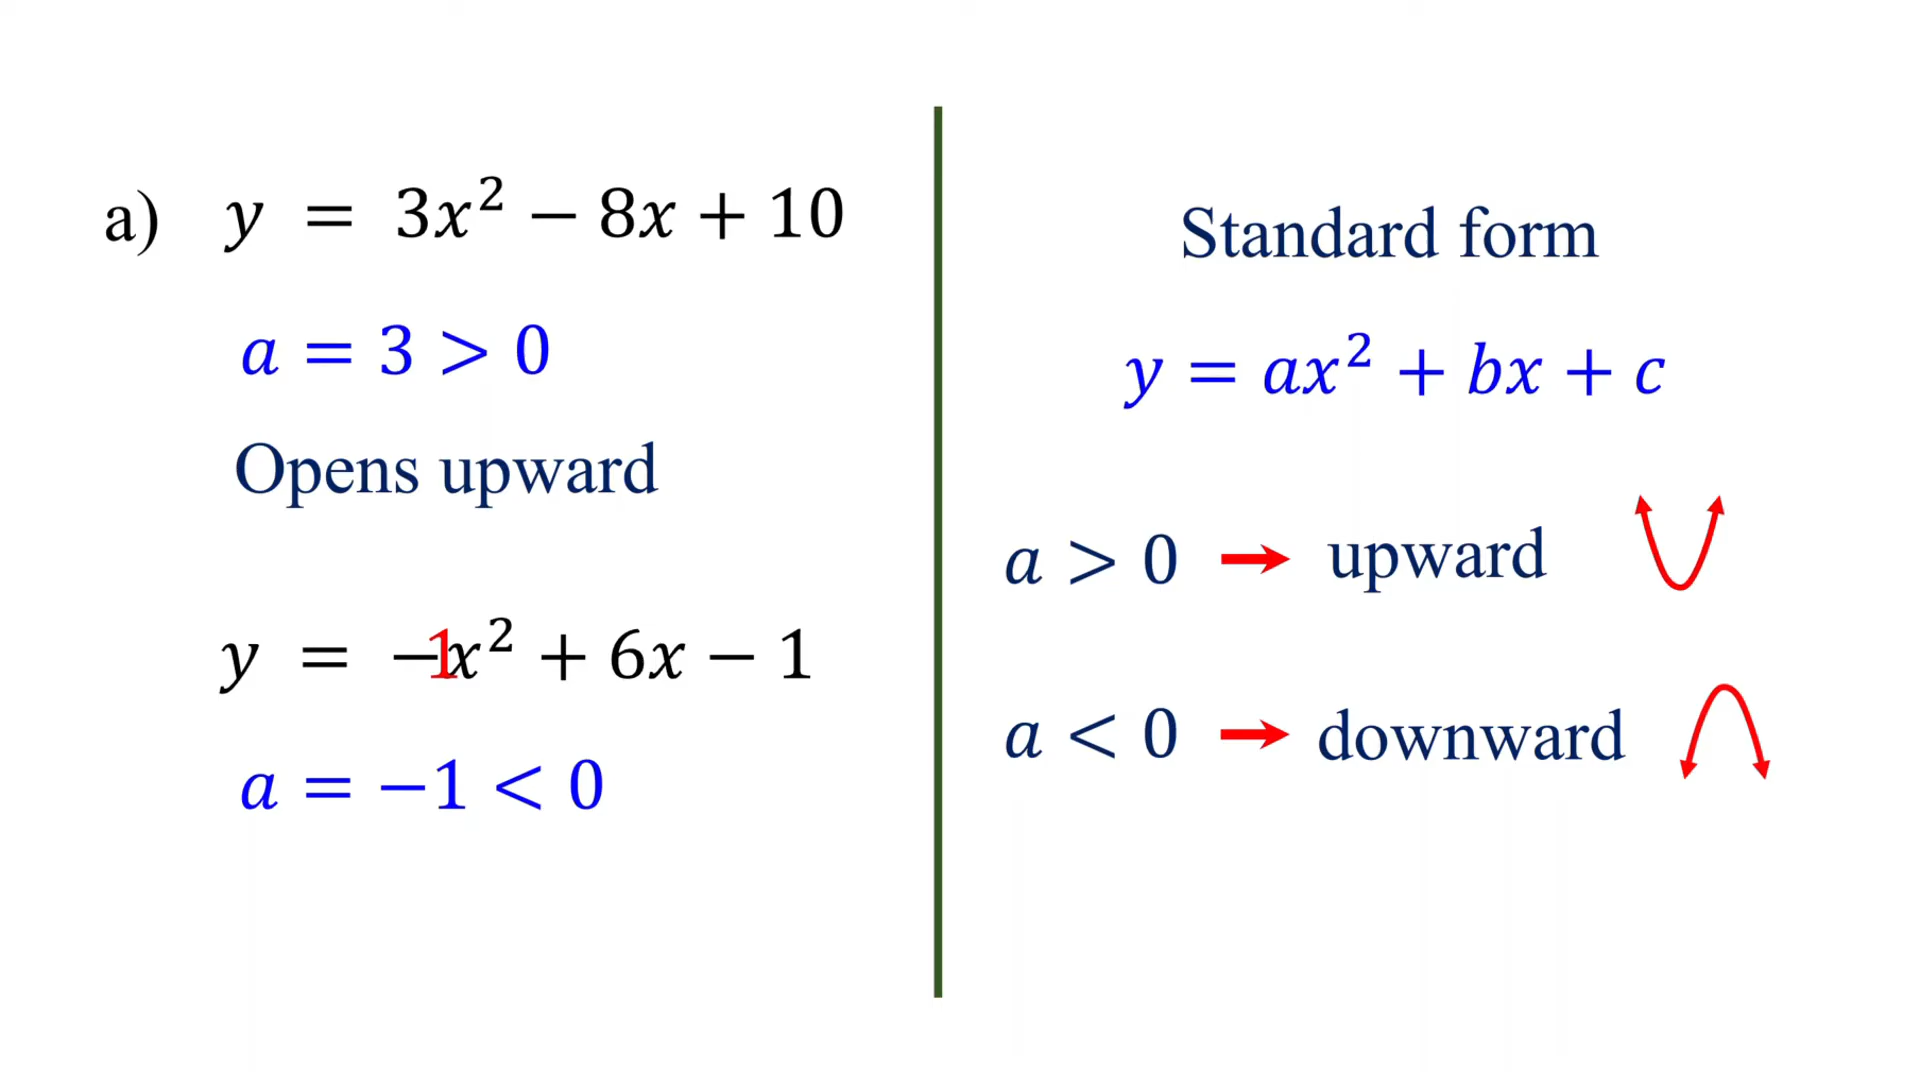 a) y = 3x² − 8x + 10
a = 3 > 0
Opens upward
y = −1x² + 6x − 1
a = −1 < 0
Standard form
y = ax² + bx + c
a > 0 → upward
a < 0 → downward